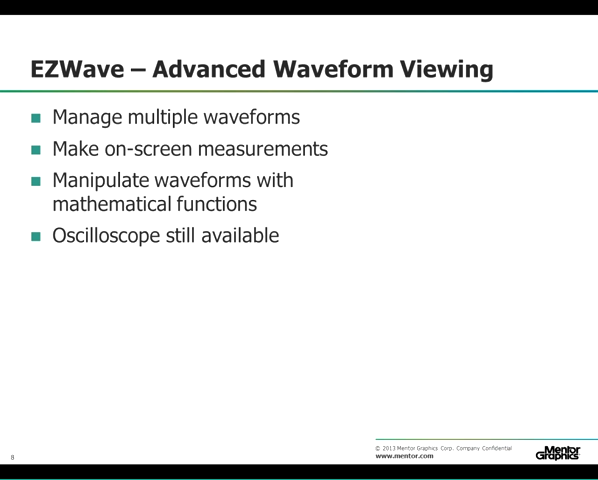 EZWave – Advanced Waveform Viewing
Manage multiple waveforms
Make on-screen measurements
Manipulate waveforms with
mathematical functions
Oscilloscope still available
© 2013 Mentor Graphics Corp. Company Confidential
www.mentor.com
Mentor
Graphics
8